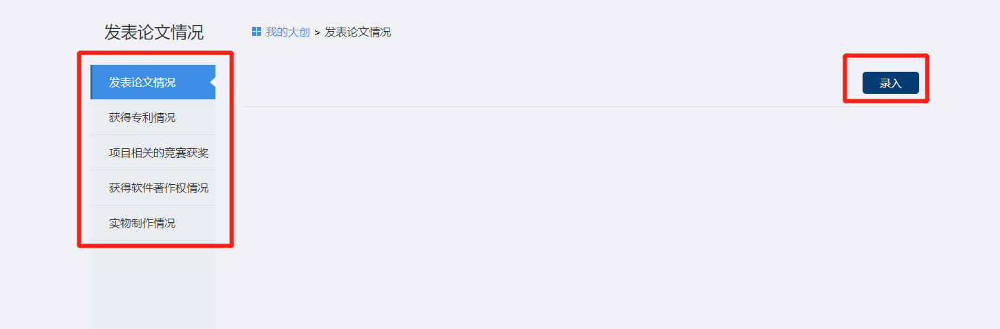 发表论文情况
我的大创 > 发表论文情况
发表论文情况
录入
获得专利情况
项目相关的竞赛获奖
获得软件著作权情况
实物制作情况